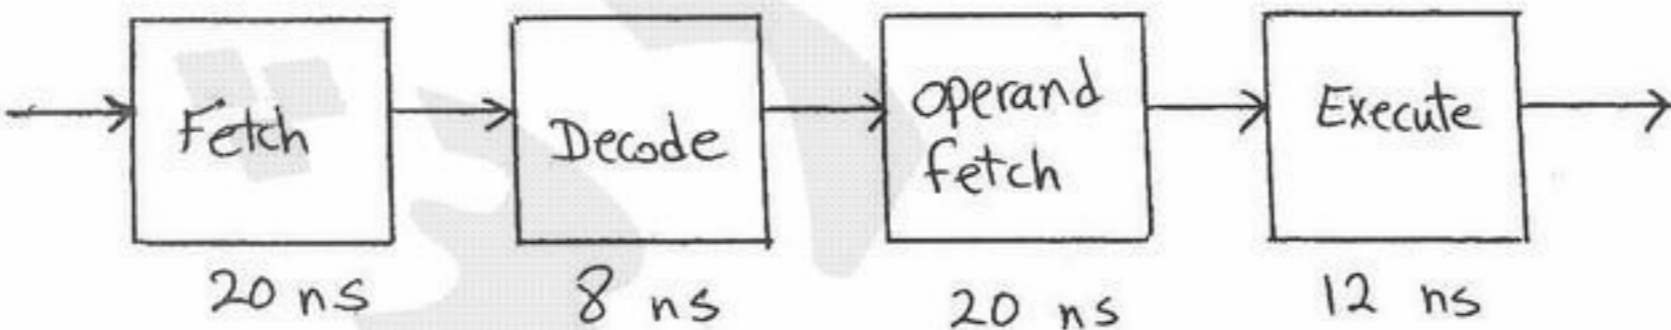 Fetch
Decode
operand
fetch
Execute
20 ns
8 ns
20 ns
12 ns